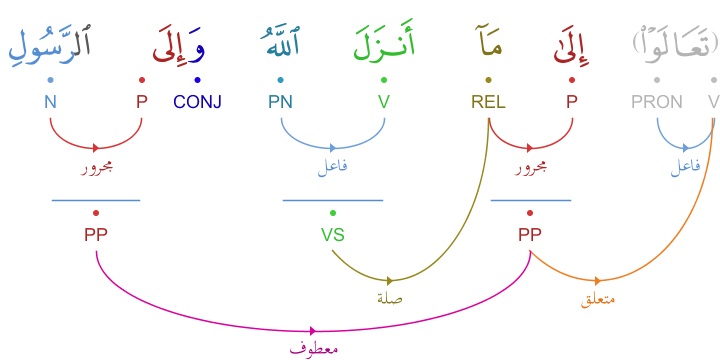 (تَعَالَوْا۟) إِلَىٰ مَآ أَنزَلَ ٱللَّهُ وَإِلَى ٱلرَّسُولِ
N P CONJ PN V REL P PRON V
مجرور فاعل مجرور فاعل
PP VS PP
صلة متعلق
معطوف